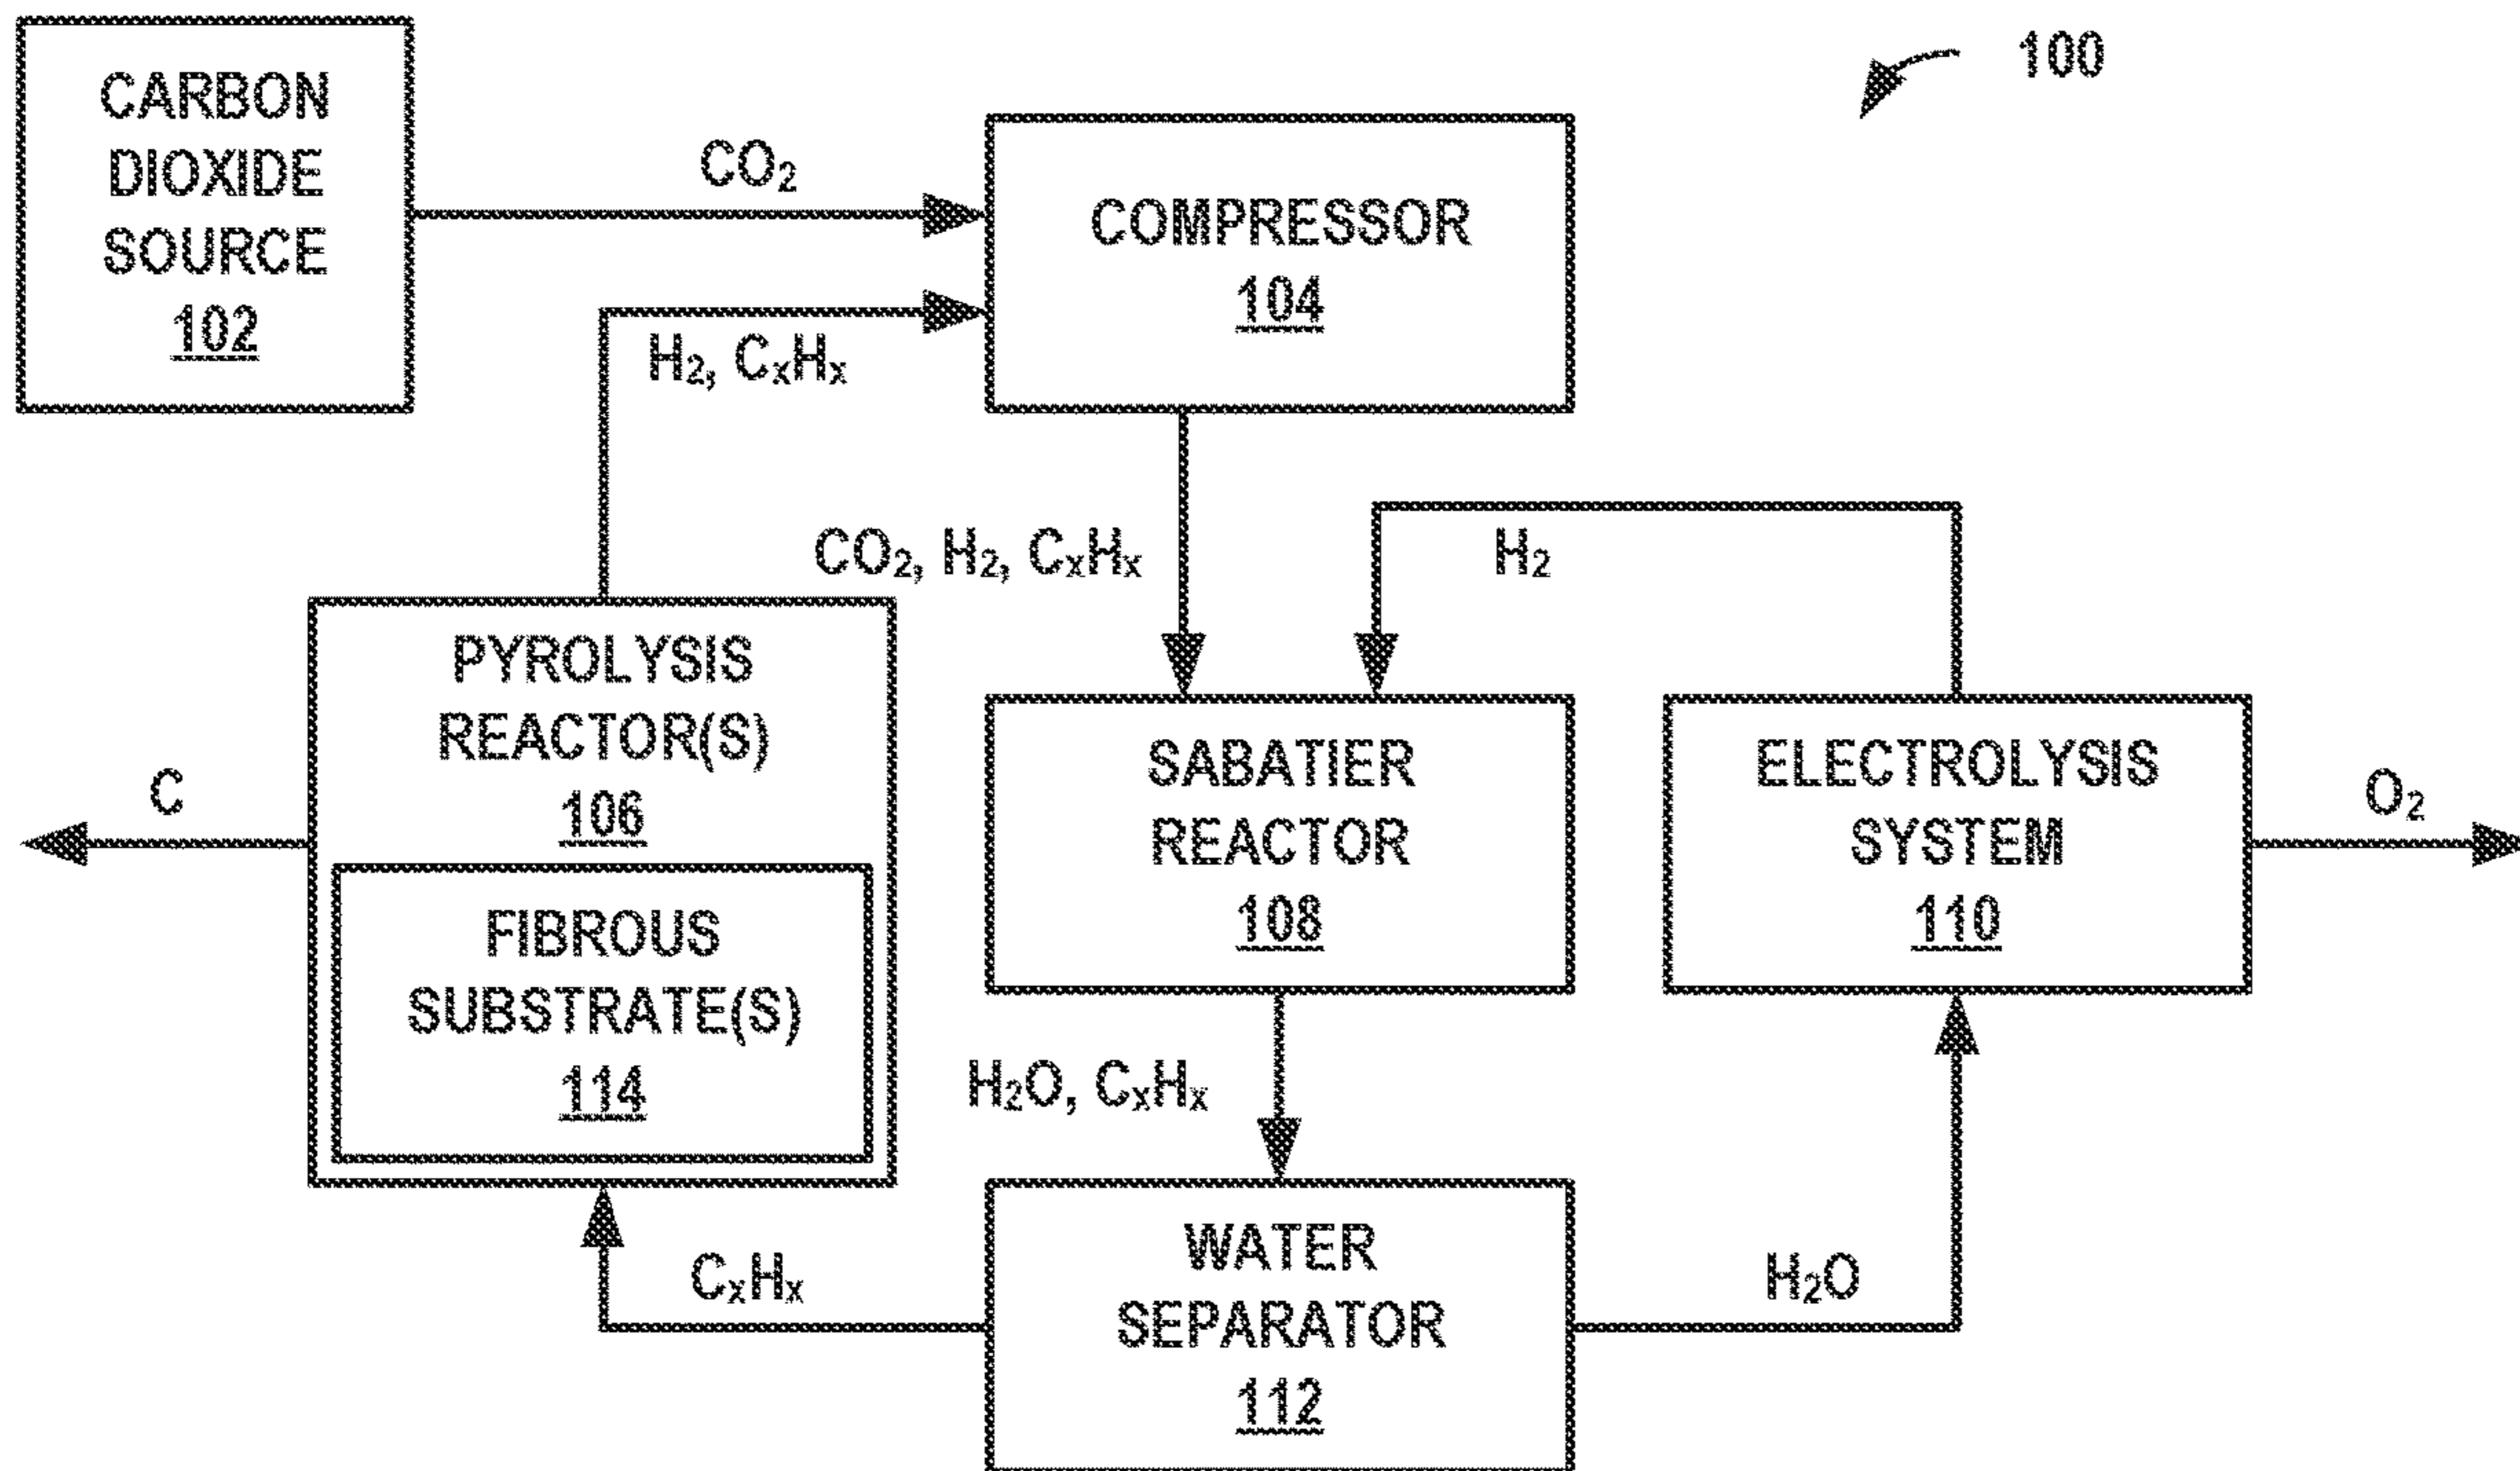 100
CARBON
DIOXIDE
SOURCE
102
CO₂
COMPRESSOR
104
H₂, CₓHₓ
CO₂, H₂, CₓHₓ
H₂
PYROLYSIS
REACTOR(S)
106
C
FIBROUS
SUBSTRATE(S)
114
SABATIER
REACTOR
108
ELECTROLYSIS
SYSTEM
110
O₂
H₂O, CₓHₓ
CₓHₓ
WATER
SEPARATOR
112
H₂O